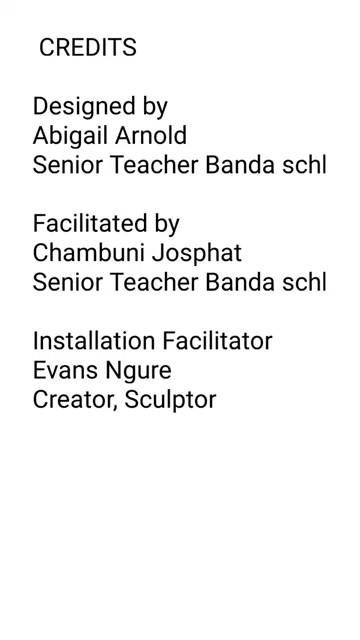 CREDITS
Designed by
Abigail Arnold
Senior Teacher Banda schl
Facilitated by
Chambuni Josphat
Senior Teacher Banda schl
Installation Facilitator
Evans Ngure
Creator, Sculptor